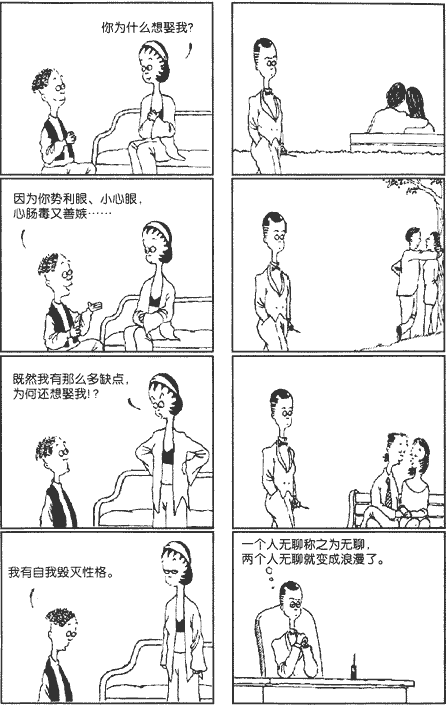 你为什么想娶我?
因为你势利眼、小心眼，
心肠毒又善嫉……
既然我有那么多缺点，
为何还想娶我!?
我有自我毁灭性格。
一个人无聊称之为无聊，
两个人无聊就变成浪漫了。